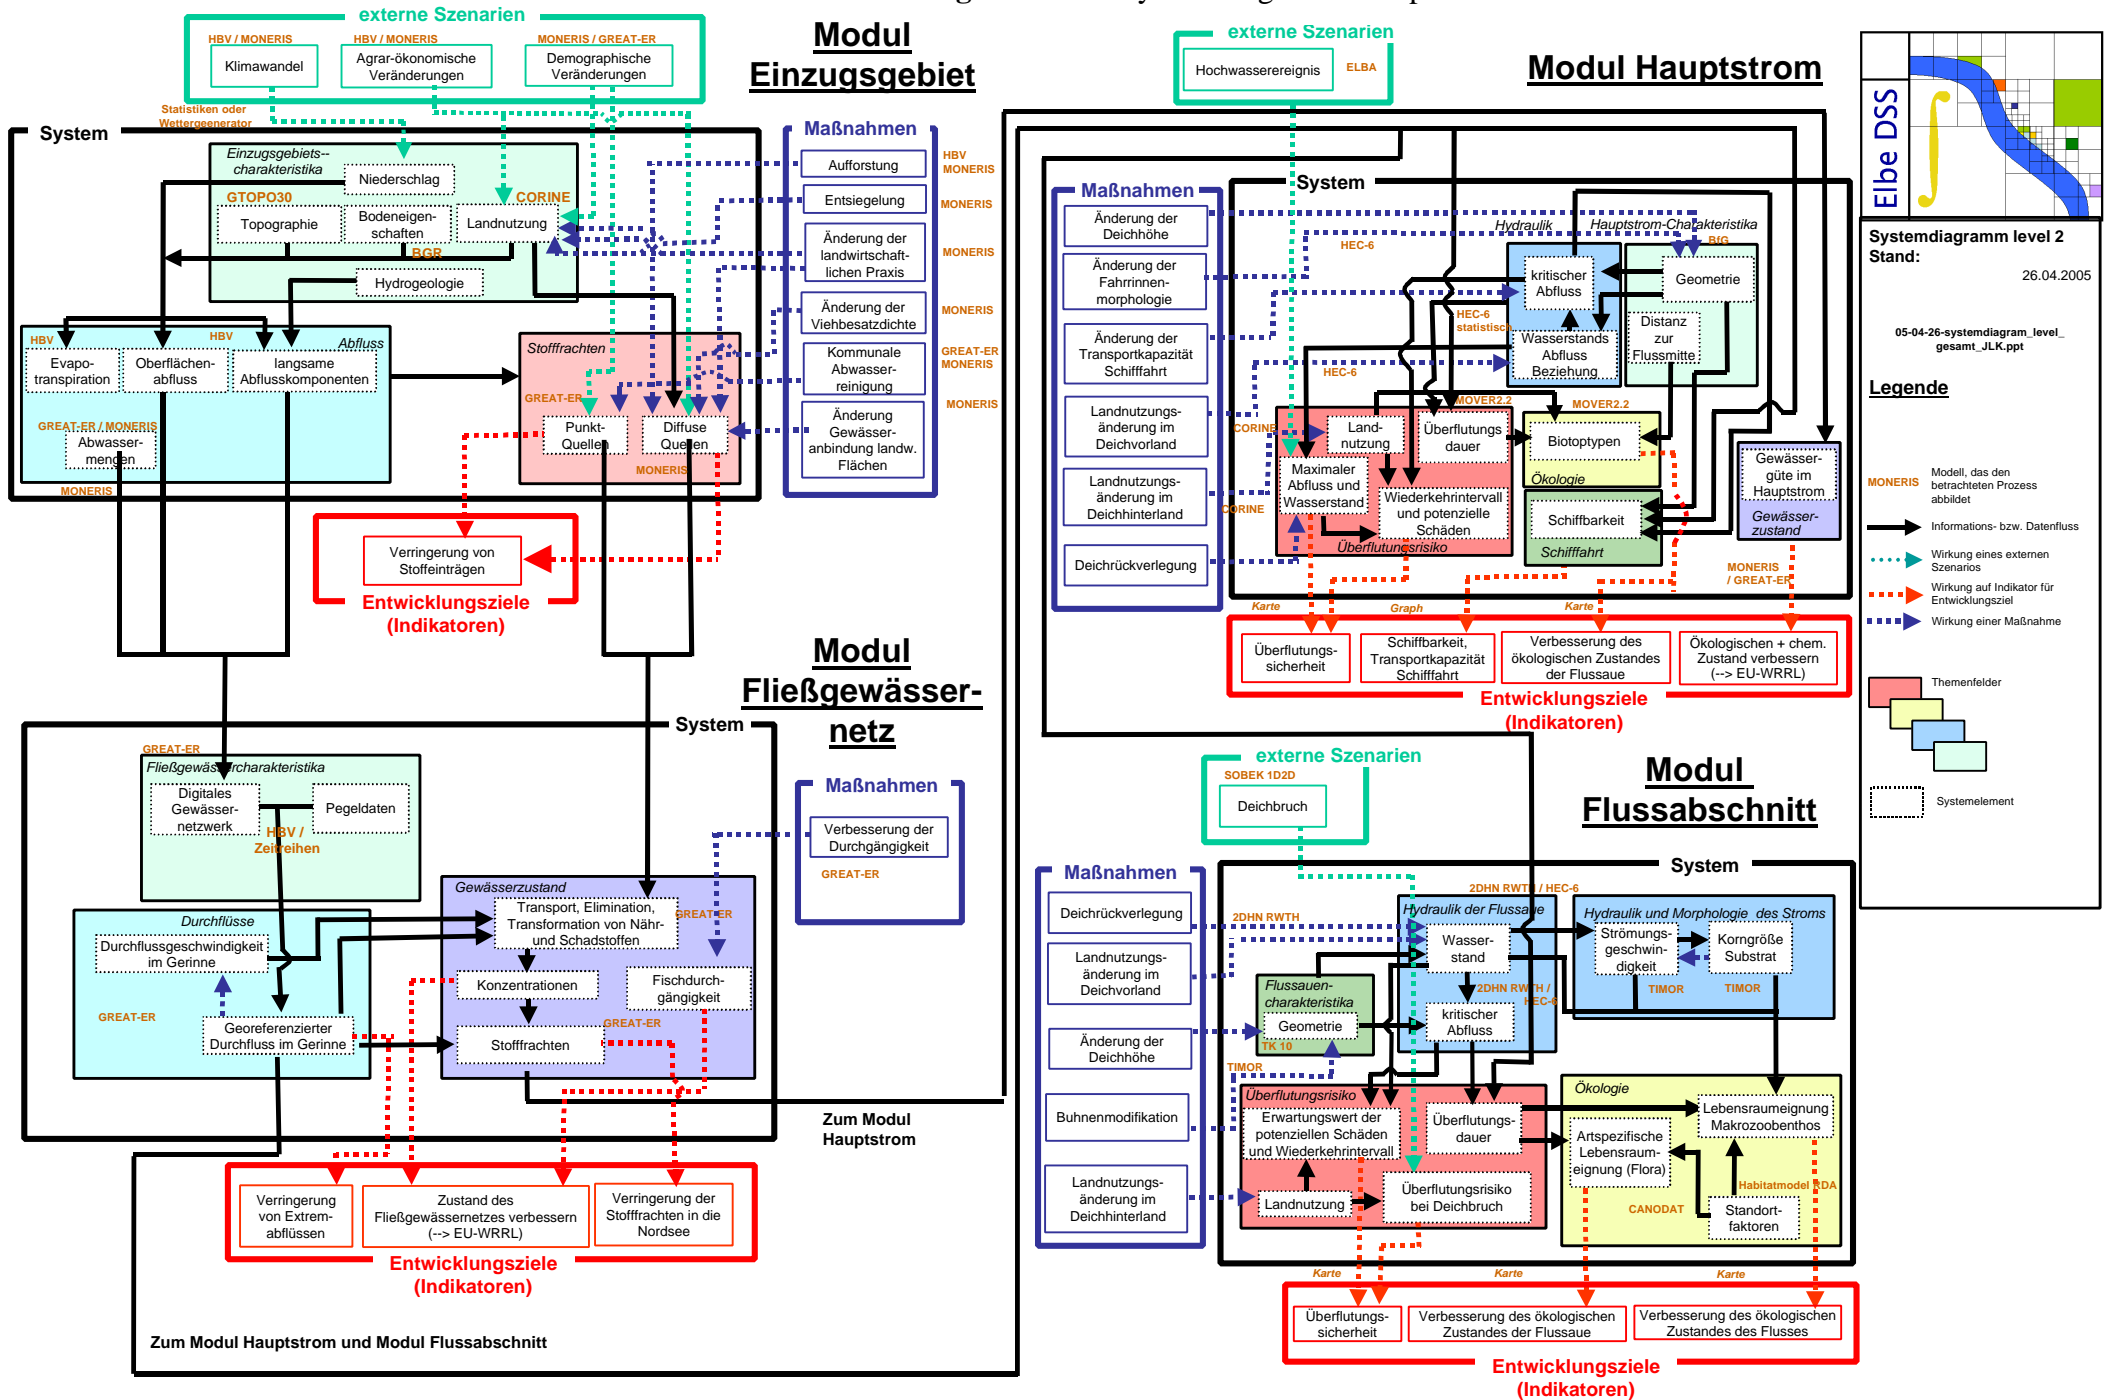 externe Szenarien
HBV / MONERIS
HBV / MONERIS
MONERIS / GREAT-ER
Klimawandel
Agrar-ökonomische
Veränderungen
Demographische
Veränderungen
Statistiken oder
Wettergeenerator
Modul
Einzugsgebiet
System
Einzugsgebiets--
charakteristika
Niederschlag
GTOPO30
CORINE
Topographie
Bodeneigen-
schaften
Landnutzung
BGR
Hydrogeologie
HBV
HBV
Abfluss
Evapo-
transpiration
Oberflächen-
abfluss
langsame
Abflusskomponenten
GREAT-ER / MONERIS
Abwasser-
mengen
MONERIS
Stofffrachten
GREAT-ER
Punkt-
Quellen
Diffuse
Quellen
MONERIS
Maßnahmen
Aufforstung
HBV
MONERIS
Entsiegelung
MONERIS
Änderung der
landwirtschaft-
lichen Praxis
MONERIS
Änderung der
Viehbesatzdichte
MONERIS
Kommunale
Abwasser-
reinigung
GREAT-ER
MONERIS
Änderung
Gewässer-
anbindung landw.
Flächen
MONERIS
Verringerung von
Stoffeinträgen
Entwicklungsziele
(Indikatoren)
Modul
Fließgewässer-
netz
System
GREAT-ER
Fließgewässercharakteristika
Digitales
Gewässer-
netzwerk
Pegeldaten
HBV /
Zeitreihen
Durchflüsse
Durchflussgeschwindigkeit
im Gerinne
GREAT-ER
Georeferenzierter
Durchfluss im Gerinne
Gewässerzustand
Transport, Elimination,
Transformation von Nähr-
und Schadstoffen
GREAT-ER
Konzentrationen
Fischdurch-
gängigkeit
GREAT-ER
Stofffrachten
Maßnahmen
Verbesserung der
Durchgängigkeit
GREAT-ER
Zum Modul
Hauptstrom
Verringerung
von Extrem-
abflüssen
Zustand des
Fließgewässernetzes verbessern
(--> EU-WRRL)
Verringerung der
Stofffrachten in die
Nordsee
Entwicklungsziele
(Indikatoren)
Zum Modul Hauptstrom und Modul Flussabschnitt
externe Szenarien
Hochwasserereignis
ELBA
Modul Hauptstrom
Maßnahmen
Änderung der
Deichhöhe
Änderung der
Fahrrinnen-
morphologie
Änderung der
Transportkapazität
Schifffahrt
Landnutzungs-
änderung im
Deichvorland
Landnutzungs-
änderung im
Deichhinterland
Deichrückverlegung
System
Hydraulik
Hauptstrom-Charakteristika
HEC-6
BfG
kritischer
Abfluss
Geometrie
HEC-6
statistisch
Distanz
zur
Flussmitte
Wasserstands
Abfluss
Beziehung
HEC-6
MOVER2.2
MOVER2.2
CORINE
Land-
nutzung
Überflutungs
dauer
Biotoptypen
Ökologie
Maximaler
Abfluss und
Wasserstand
CORINE
Wiederkehrintervall
und potenzielle
Schäden
Überflutungsrisiko
Schiffbarkeit
Schifffahrt
Gewässer-
güte im
Hauptstrom
Gewässer-
zustand
MONERIS
/ GREAT-ER
Karte
Graph
Karte
Überflutungs-
sicherheit
Schiffbarkeit,
Transportkapazität
Schifffahrt
Verbesserung des
ökologischen Zustandes
der Flussaue
Ökologischen + chem.
Zustand verbessern
(--> EU-WRRL)
Entwicklungsziele
(Indikatoren)
externe Szenarien
SOBEK 1D2D
Deichbruch
Modul
Flussabschnitt
Maßnahmen
Deichrückverlegung
Landnutzungs-
änderung im
Deichvorland
Änderung der
Deichhöhe
Buhnenmodifikation
Landnutzungs-
änderung im
Deichhinterland
System
2DHN RWTH / HEC-6
2DHN RWTH
Hydraulik der Flussaue
Wasser-
stand
2DHN RWTH /
HEC-6
kritischer
Abfluss
Hydraulik und Morphologie des Stroms
Strömungs-
geschwin-
digkeit
Korngröße
Substrat
TIMOR
TIMOR
Flussauen-
charakteristika
Geometrie
TK 10
TIMOR
Überflutungsrisiko
Erwartungswert der
potenziellen Schäden
und Wiederkehrintervall
Überflutungs-
dauer
Landnutzung
Überflutungsrisiko
bei Deichbruch
Ökologie
Lebensraumeignung
Makrozoobenthos
Artspezifische
Lebensraum-
eignung (Flora)
Habitatmodel RDA
CANODAT
Standort-
faktoren
Karte
Karte
Karte
Überflutungs-
sicherheit
Verbesserung des ökologischen
Zustandes der Flussaue
Verbesserung des ökologischen
Zustandes des Flusses
Entwicklungsziele
(Indikatoren)
Elbe DSS
Systemdiagramm level 2
Stand:
26.04.2005
05-04-26-systemdiagram_level_
gesamt_JLK.ppt
Legende
MONERIS
Modell, das den
betrachteten Prozess
abbildet
Informations- bzw. Datenfluss
Wirkung eines externen
Szenarios
Wirkung auf Indikator für
Entwicklungsziel
Wirkung einer Maßnahme
Themenfelder
Systemelement